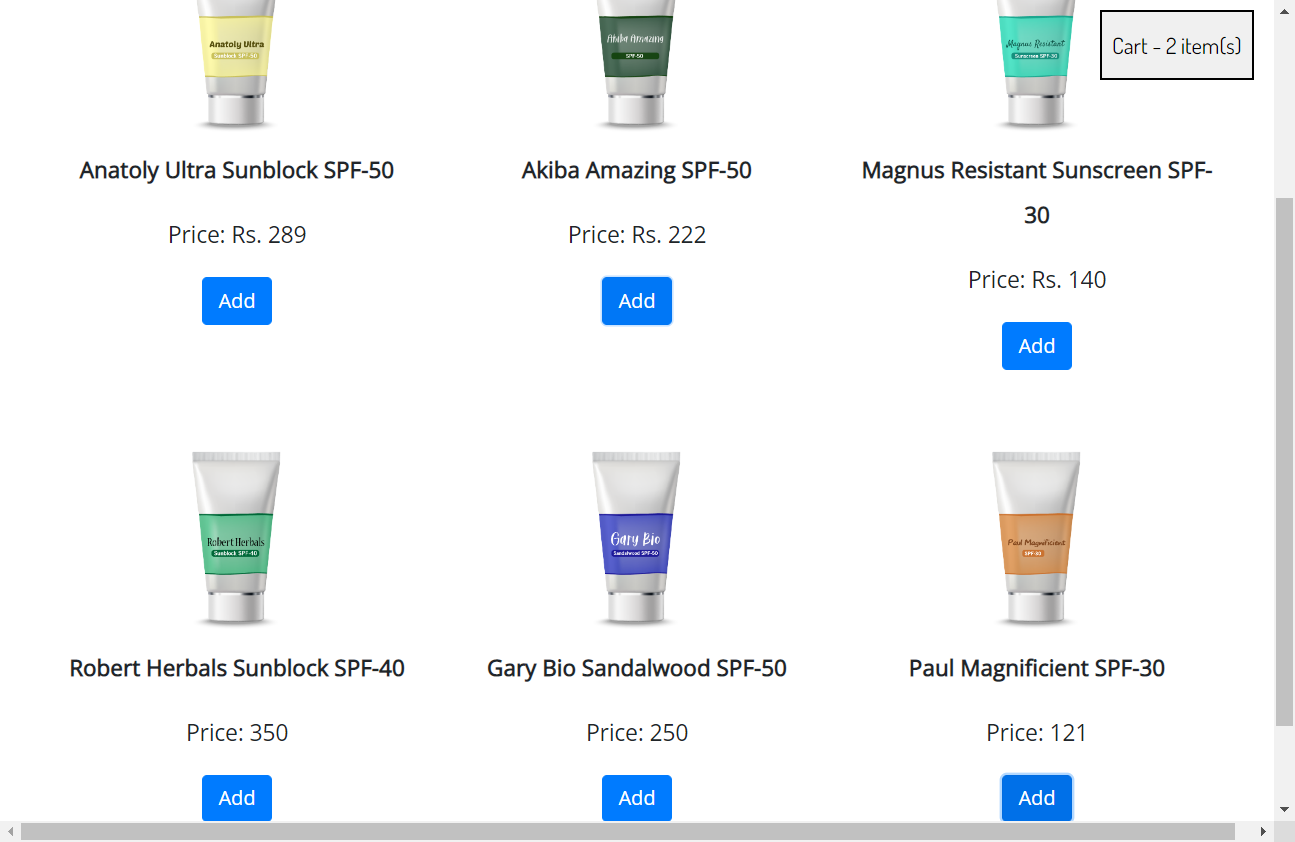 Anatoly Ultra
Sunblock SPF-50
Akiba Amazing
SPF-50
Magnus Resistant
Sunscreen SPF-30
Cart - 2 item(s)
Anatoly Ultra Sunblock SPF-50
Akiba Amazing SPF-50
Magnus Resistant Sunscreen SPF-
30
Price: Rs. 289
Price: Rs. 222
Price: Rs. 140
Add
Add
Add
Robert Herbals
Sunblock SPF-40
Gary Bio
Sandalwood SPF-50
Paul Magnificient
SPF-30
Robert Herbals Sunblock SPF-40
Gary Bio Sandalwood SPF-50
Paul Magnificient SPF-30
Price: 350
Price: 250
Price: 121
Add
Add
Add